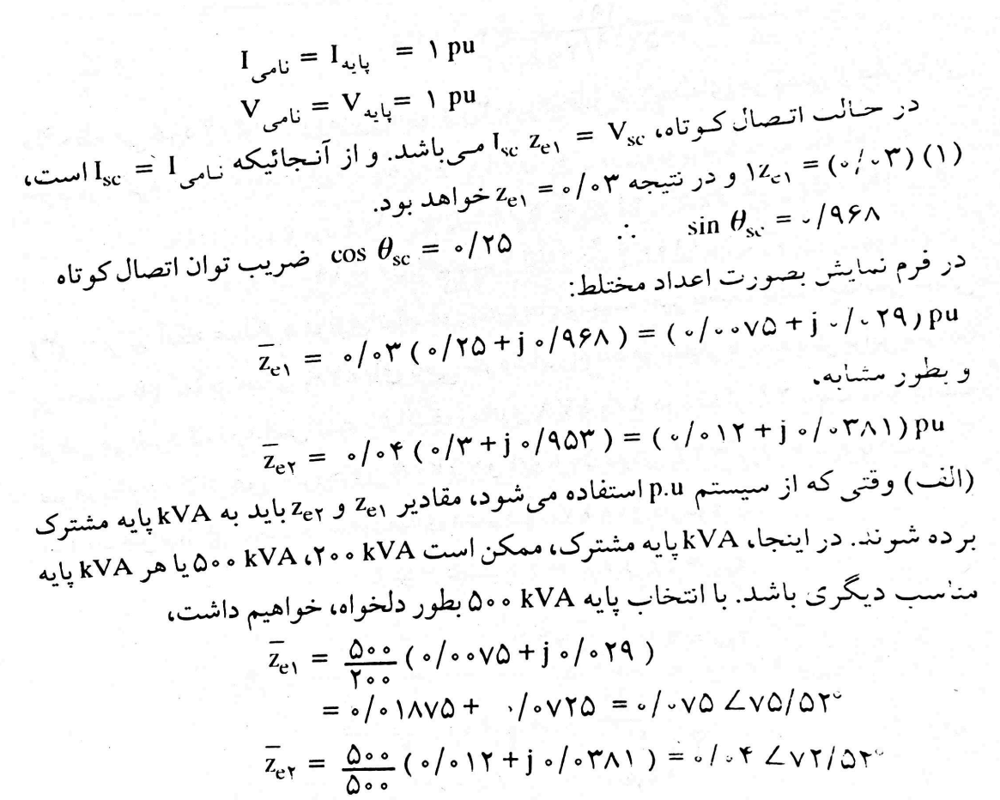 I نامی = I پایه = ۱ pu
V نامی = V پایه = ۱ pu
در حالت اتصال کوتاه، I_sc z_e۱ = V_sc می‌باشد. و از آنجائیکه I نامی = I_sc است،
۱z_e۱ = (۰/۰۳) (۱) و در نتیجه z_e۱ = ۰/۰۳ خواهد بود.
ضریب توان اتصال کوتاه cos θ_sc = ۰/۲۵ ∴ sin θ_sc = ۰/۹۶۸
در فرم نمایش بصورت اعداد مختلط:
z̅_e۱ = ۰/۰۳ (۰/۲۵ + j ۰/۹۶۸) = (۰/۰۰۷۵ + j ۰/۰۲۹) pu
و بطور مشابه،
z̅_e۲ = ۰/۰۴ (۰/۳ + j ۰/۹۵۳) = (۰/۰۱۲ + j ۰/۰۳۸۱) pu
(الف) وقتی که از سیستم p.u استفاده می‌شود، مقادیر z_e۱ و z_e۲ باید به kVA پایه مشترک
برده شوند. در اینجا، kVA پایه مشترک، ممکن است ۲۰۰ kVA، ۵۰۰ kVA یا هر kVA پایه
مناسب دیگری باشد. با انتخاب پایه ۵۰۰ kVA بطور دلخواه، خواهیم داشت،
z̅_e۱ = ۵۰۰/۲۰۰ (۰/۰۰۷۵ + j ۰/۰۲۹)
= ۰/۰۱۸۷۵ + ۰/۰۷۲۵ = ۰/۰۷۵ ∠۷۵/۵۲°
z̅_e۲ = ۵۰۰/۵۰۰ (۰/۰۱۲ + j ۰/۰۳۸۱) = ۰/۰۴ ∠۷۲/۵۲°